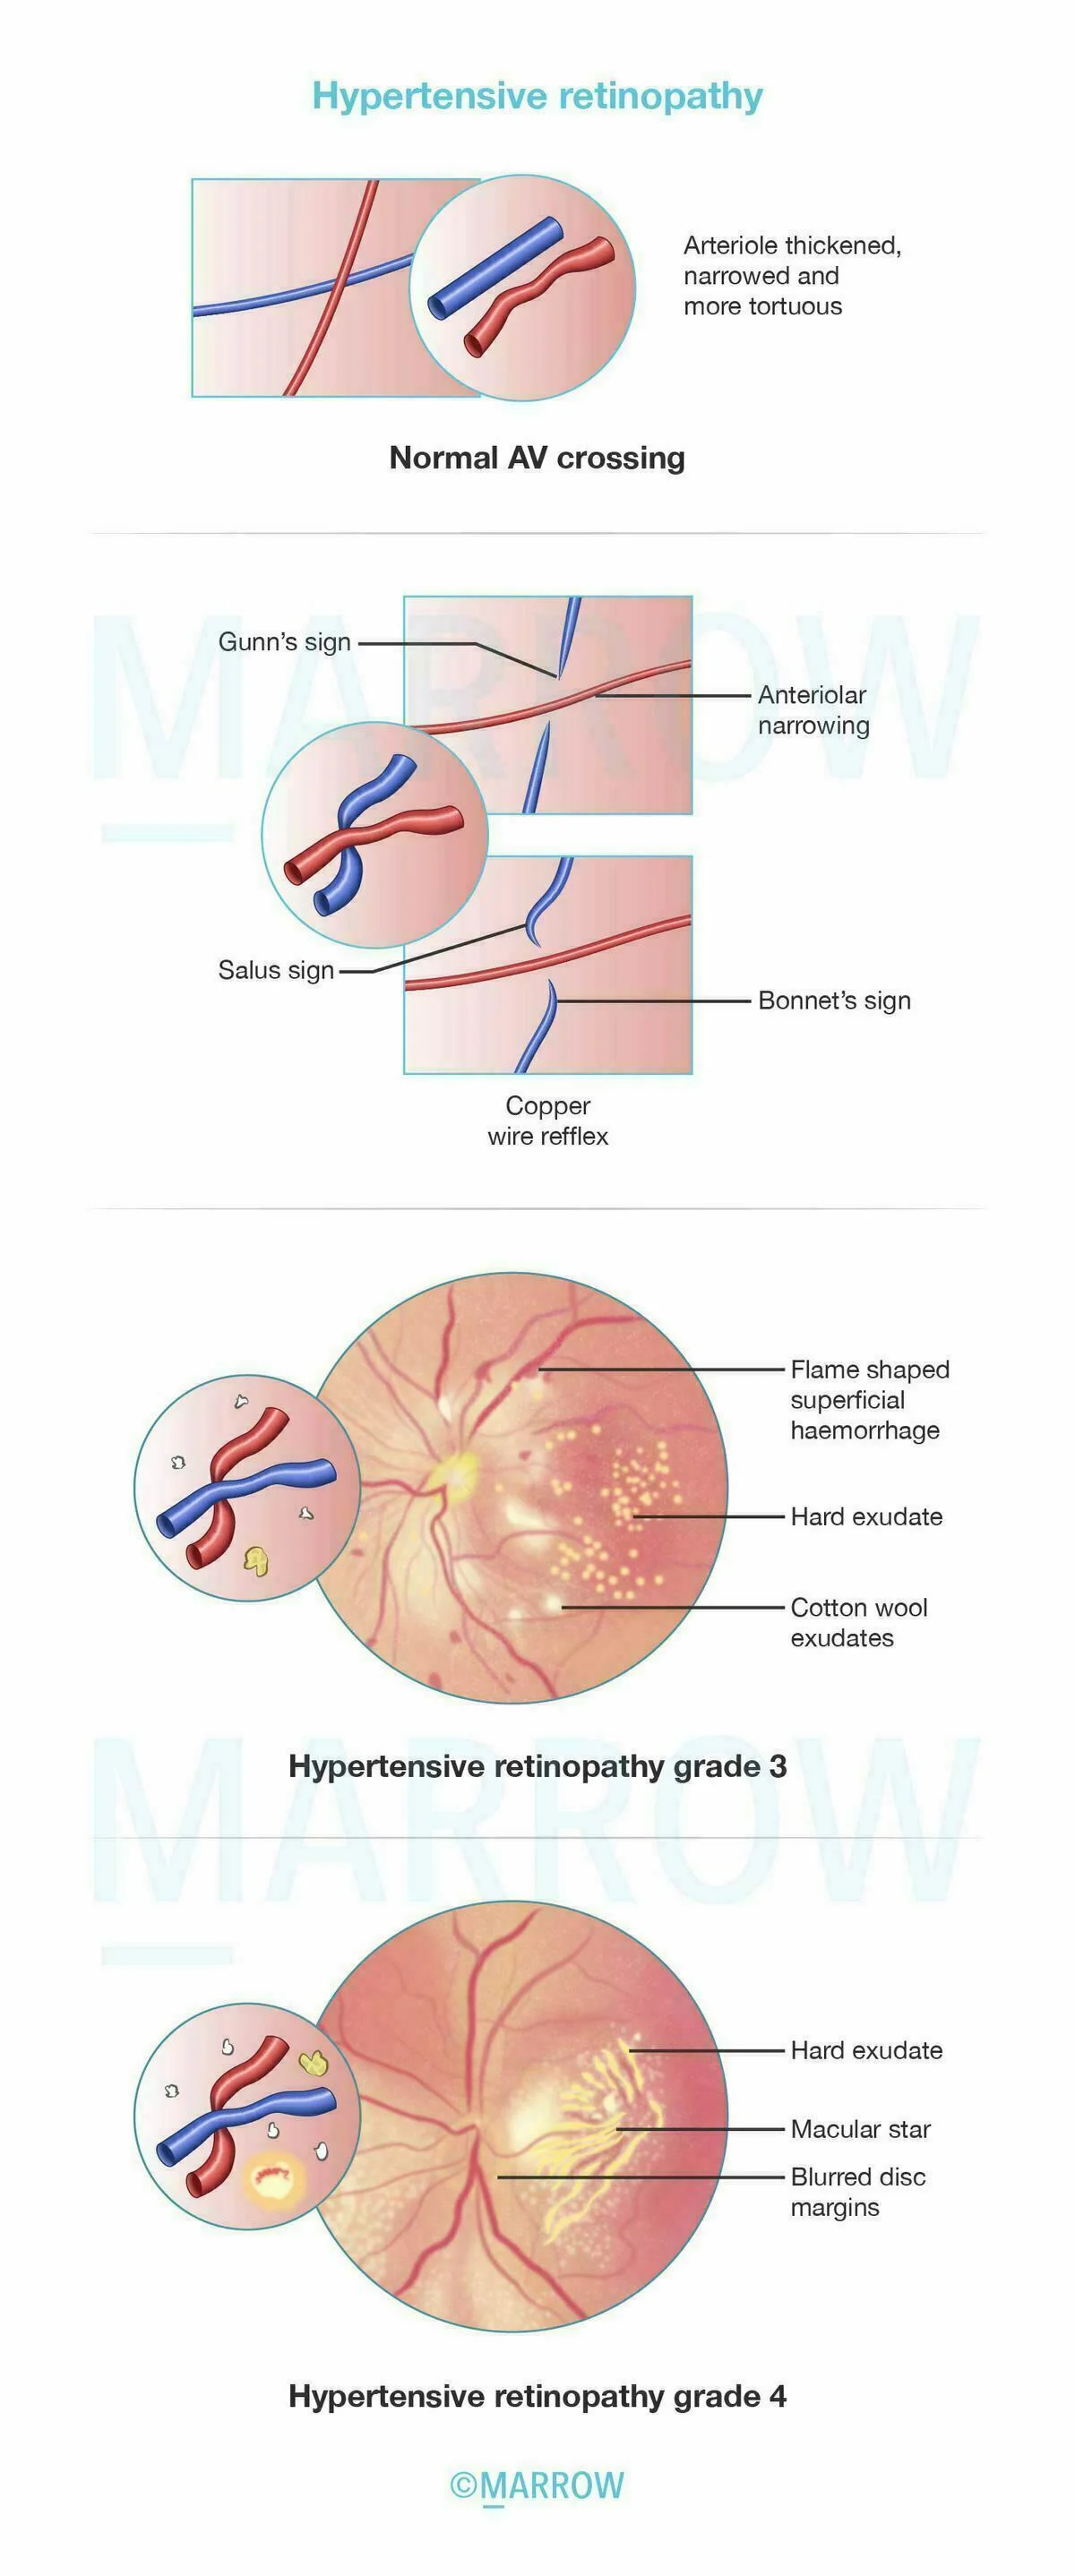 Hypertensive retinopathy
Arteriole thickened,
narrowed and
more tortuous
Normal AV crossing
MARROW
Gunn's sign
Anteriolar
narrowing
Salus sign
Bonnet's sign
Copper
wire refflex
Flame shaped
superficial
haemorrhage
Hard exudate
Cotton wool
exudates
Hypertensive retinopathy grade 3
MARROW
Hard exudate
Macular star
Blurred disc
margins
Hypertensive retinopathy grade 4
©MARROW